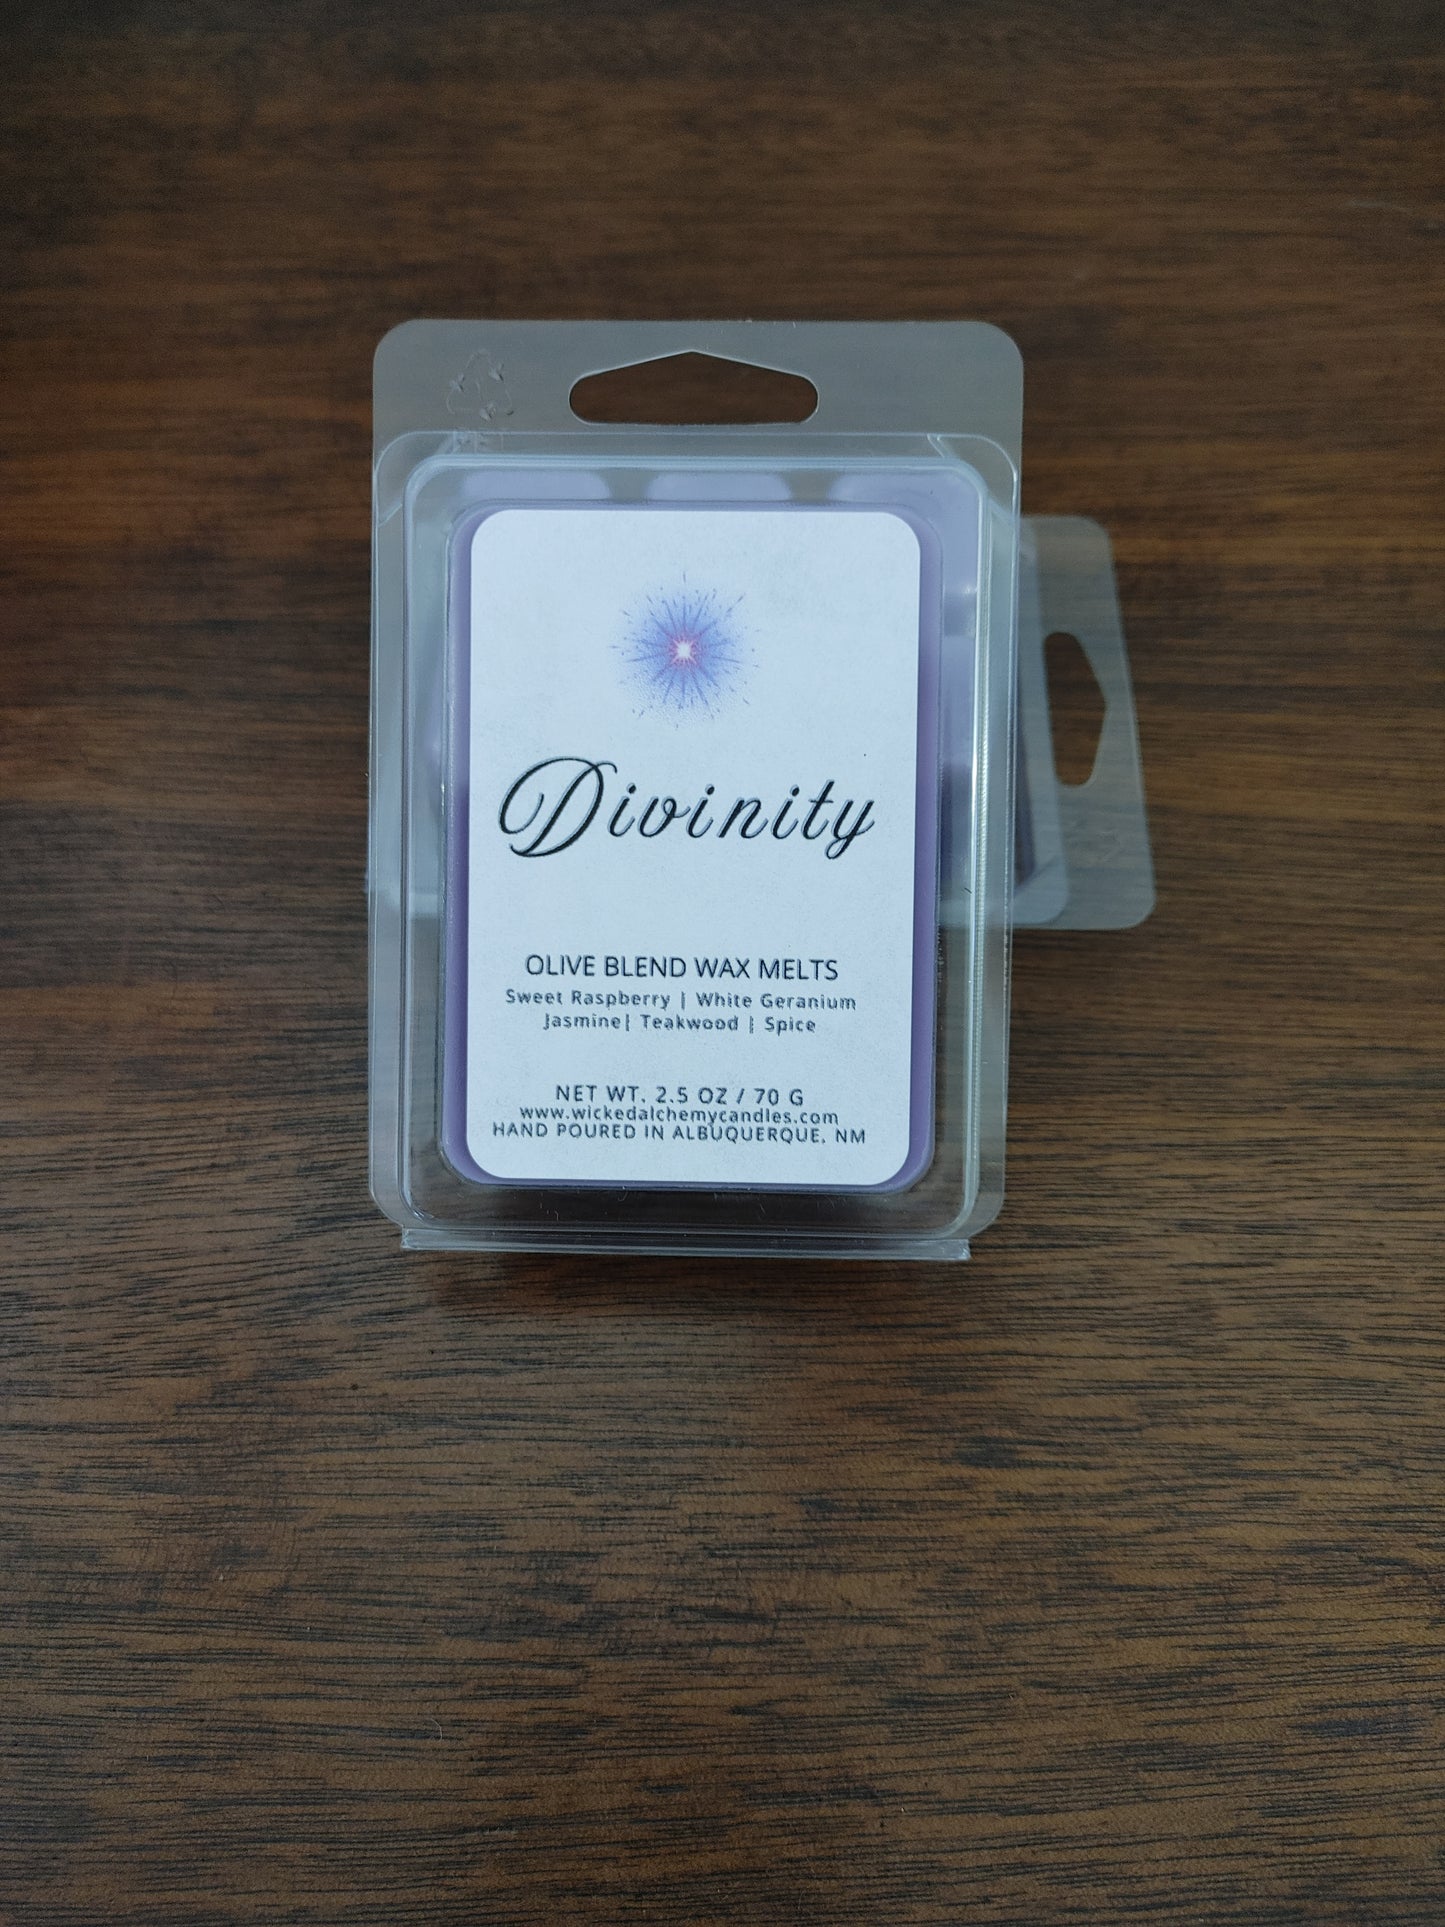 Divinity
OLIVE BLEND WAX MELTS
Sweet Raspberry | White Geranium
Jasmine| Teakwood | Spice
NET WT. 2.5 OZ / 70 G
www.wickedalchemycandles.com
HAND POURED IN ALBUQUERQUE, NM